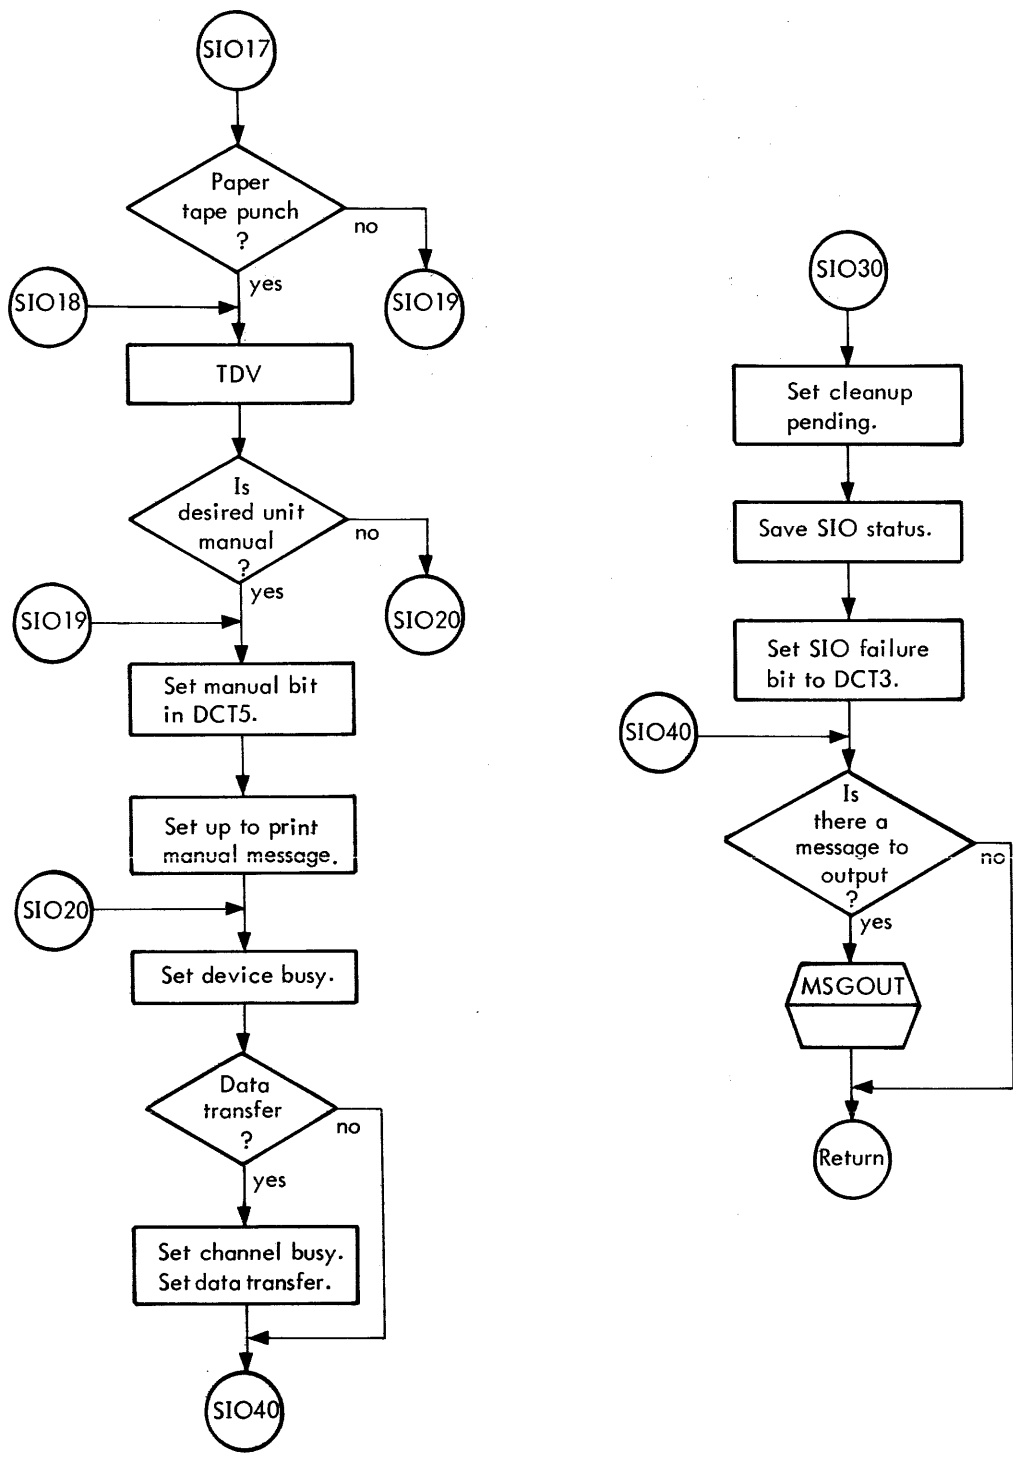 SIO17
Paper
tape punch
?
no
yes
SIO18
SIO19
TDV
Is
desired unit
manual
?
no
yes
SIO19
SIO20
Set manual bit
in DCT5.
Set up to print
manual message.
SIO20
Set device busy.
Data
transfer
?
no
yes
Set channel busy.
Set data transfer.
SIO40
SIO30
Set cleanup
pending.
Save SIO status.
Set SIO failure
bit to DCT3.
SIO40
Is
there a
message to
output
?
no
yes
MSGOUT
Return